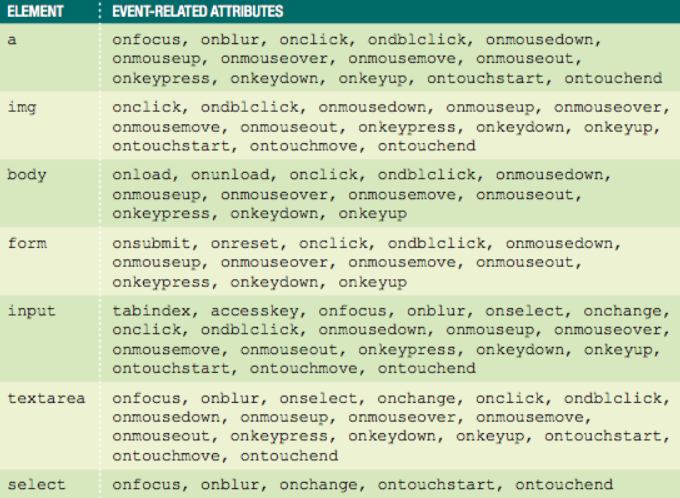 ELEMENT EVENT-RELATED ATTRIBUTES
a onfocus, onblur, onclick, ondblclick, onmousedown,
onmouseup, onmouseover, onmousemove, onmouseout,
onkeypress, onkeydown, onkeyup, ontouchstart, ontouchend
img onclick, ondblclick, onmousedown, onmouseup, onmouseover,
onmousemove, onmouseout, onkeypress, onkeydown, onkeyup,
ontouchstart, ontouchmove, ontouchend
body onload, onunload, onclick, ondblclick, onmousedown,
onmouseup, onmouseover, onmousemove, onmouseout,
onkeypress, onkeydown, onkeyup
form onsubmit, onreset, onclick, ondblclick, onmousedown,
onmouseup, onmouseover, onmousemove, onmouseout,
onkeypress, onkeydown, onkeyup
input tabindex, accesskey, onfocus, onblur, onselect, onchange,
onclick, ondblclick, onmousedown, onmouseup, onmouseover,
onmousemove, onmouseout, onkeypress, onkeydown, onkeyup,
ontouchstart, ontouchmove, ontouchend
textarea onfocus, onblur, onselect, onchange, onclick, ondblclick,
onmousedown, onmouseup, onmouseover, onmousemove,
onmouseout, onkeypress, onkeydown, onkeyup, ontouchstart,
ontouchmove, ontouchend
select onfocus, onblur, onchange, ontouchstart, ontouchend